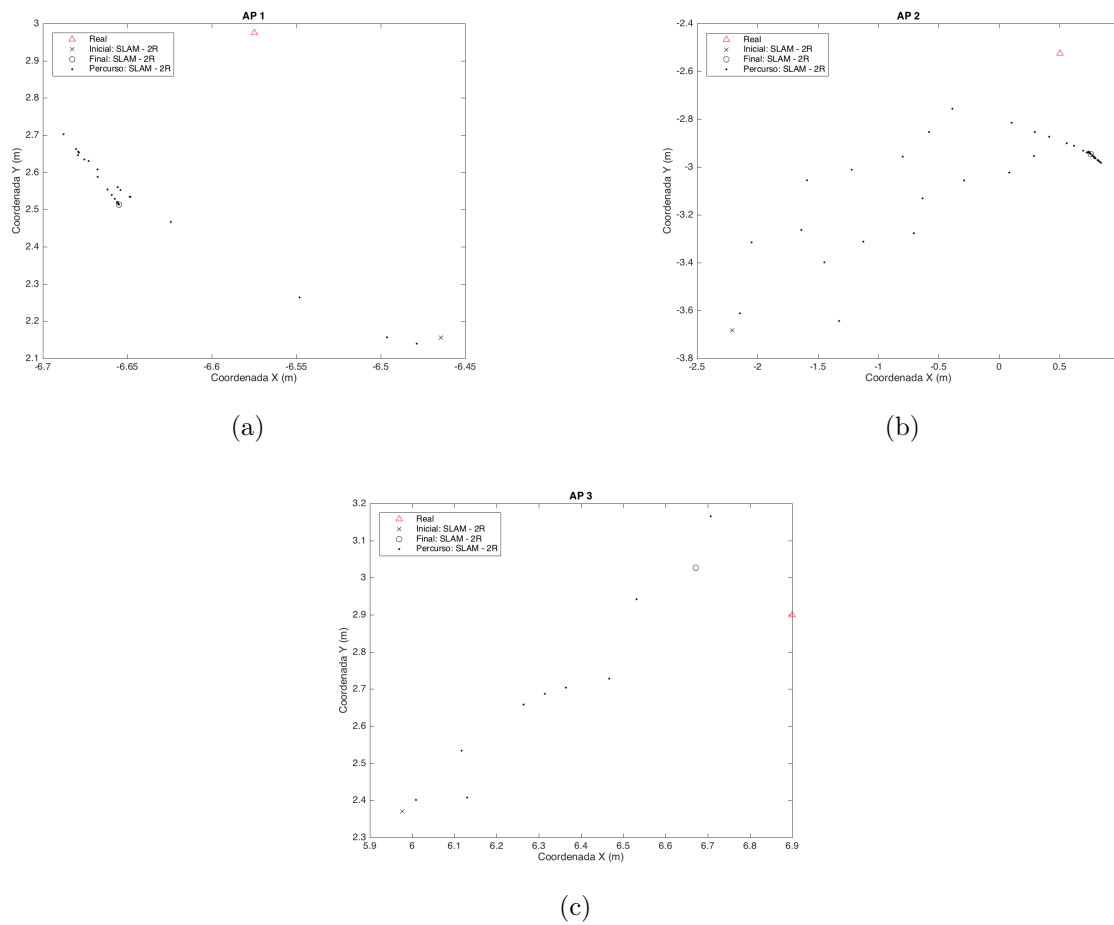 AP 1
3
2.9
2.8
2.7
2.6
2.5
2.4
2.3
2.2
2.1
Coordenada Y (m)
Real
Inicial: SLAM - 2R
Final: SLAM - 2R
Percurso: SLAM - 2R
-6.7 -6.65 -6.6 -6.55 -6.5 -6.45
Coordenada X (m)
(a)
AP 2
-2.4
-2.6
-2.8
-3
-3.2
-3.4
-3.6
-3.8
Coordenada Y (m)
Real
Inicial: SLAM - 2R
Final: SLAM - 2R
Percurso: SLAM - 2R
-2.5 -2 -1.5 -1 -0.5 0 0.5
Coordenada X (m)
(b)
AP 3
3.2
3.1
3
2.9
2.8
2.7
2.6
2.5
2.4
2.3
Coordenada Y (m)
Real
Inicial: SLAM - 2R
Final: SLAM - 2R
Percurso: SLAM - 2R
5.9 6 6.1 6.2 6.3 6.4 6.5 6.6 6.7 6.8 6.9
Coordenada X (m)
(c)